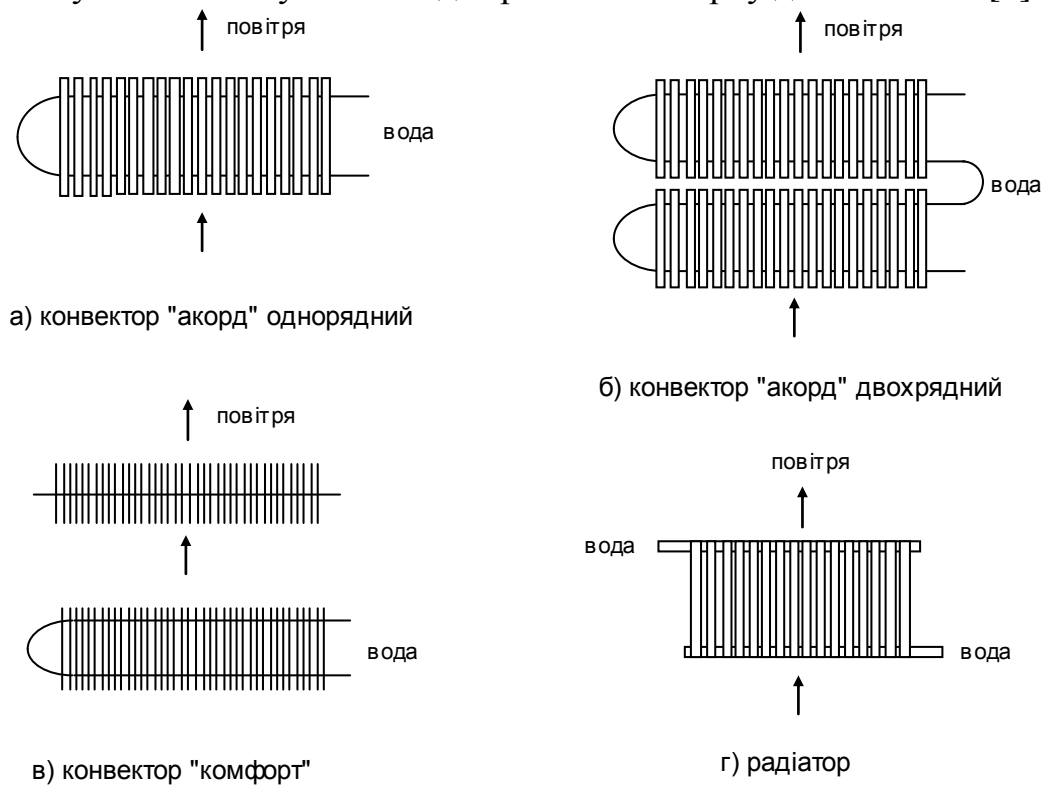 повітря
повітря
вода
вода
а) конвектор "акорд" однорядний
б) конвектор "акорд" двохрядний
повітря
повітря
вода
вода
вода
в) конвектор "комфорт"
г) радіатор